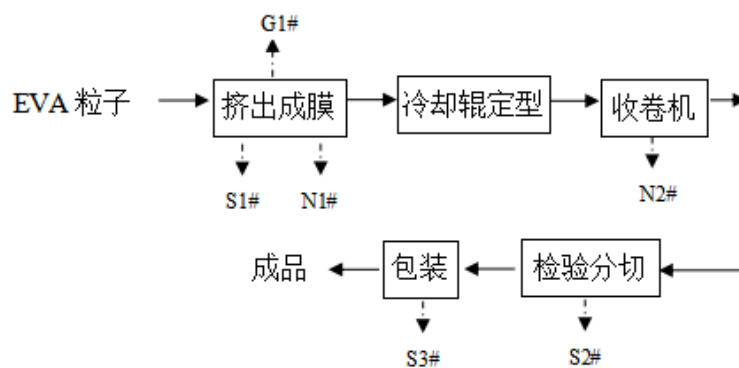 G1#
EVA 粒子
挤出成膜
冷却辊定型
收卷机
S1#
N1#
N2#
成品
包装
检验分切
S3#
S2#